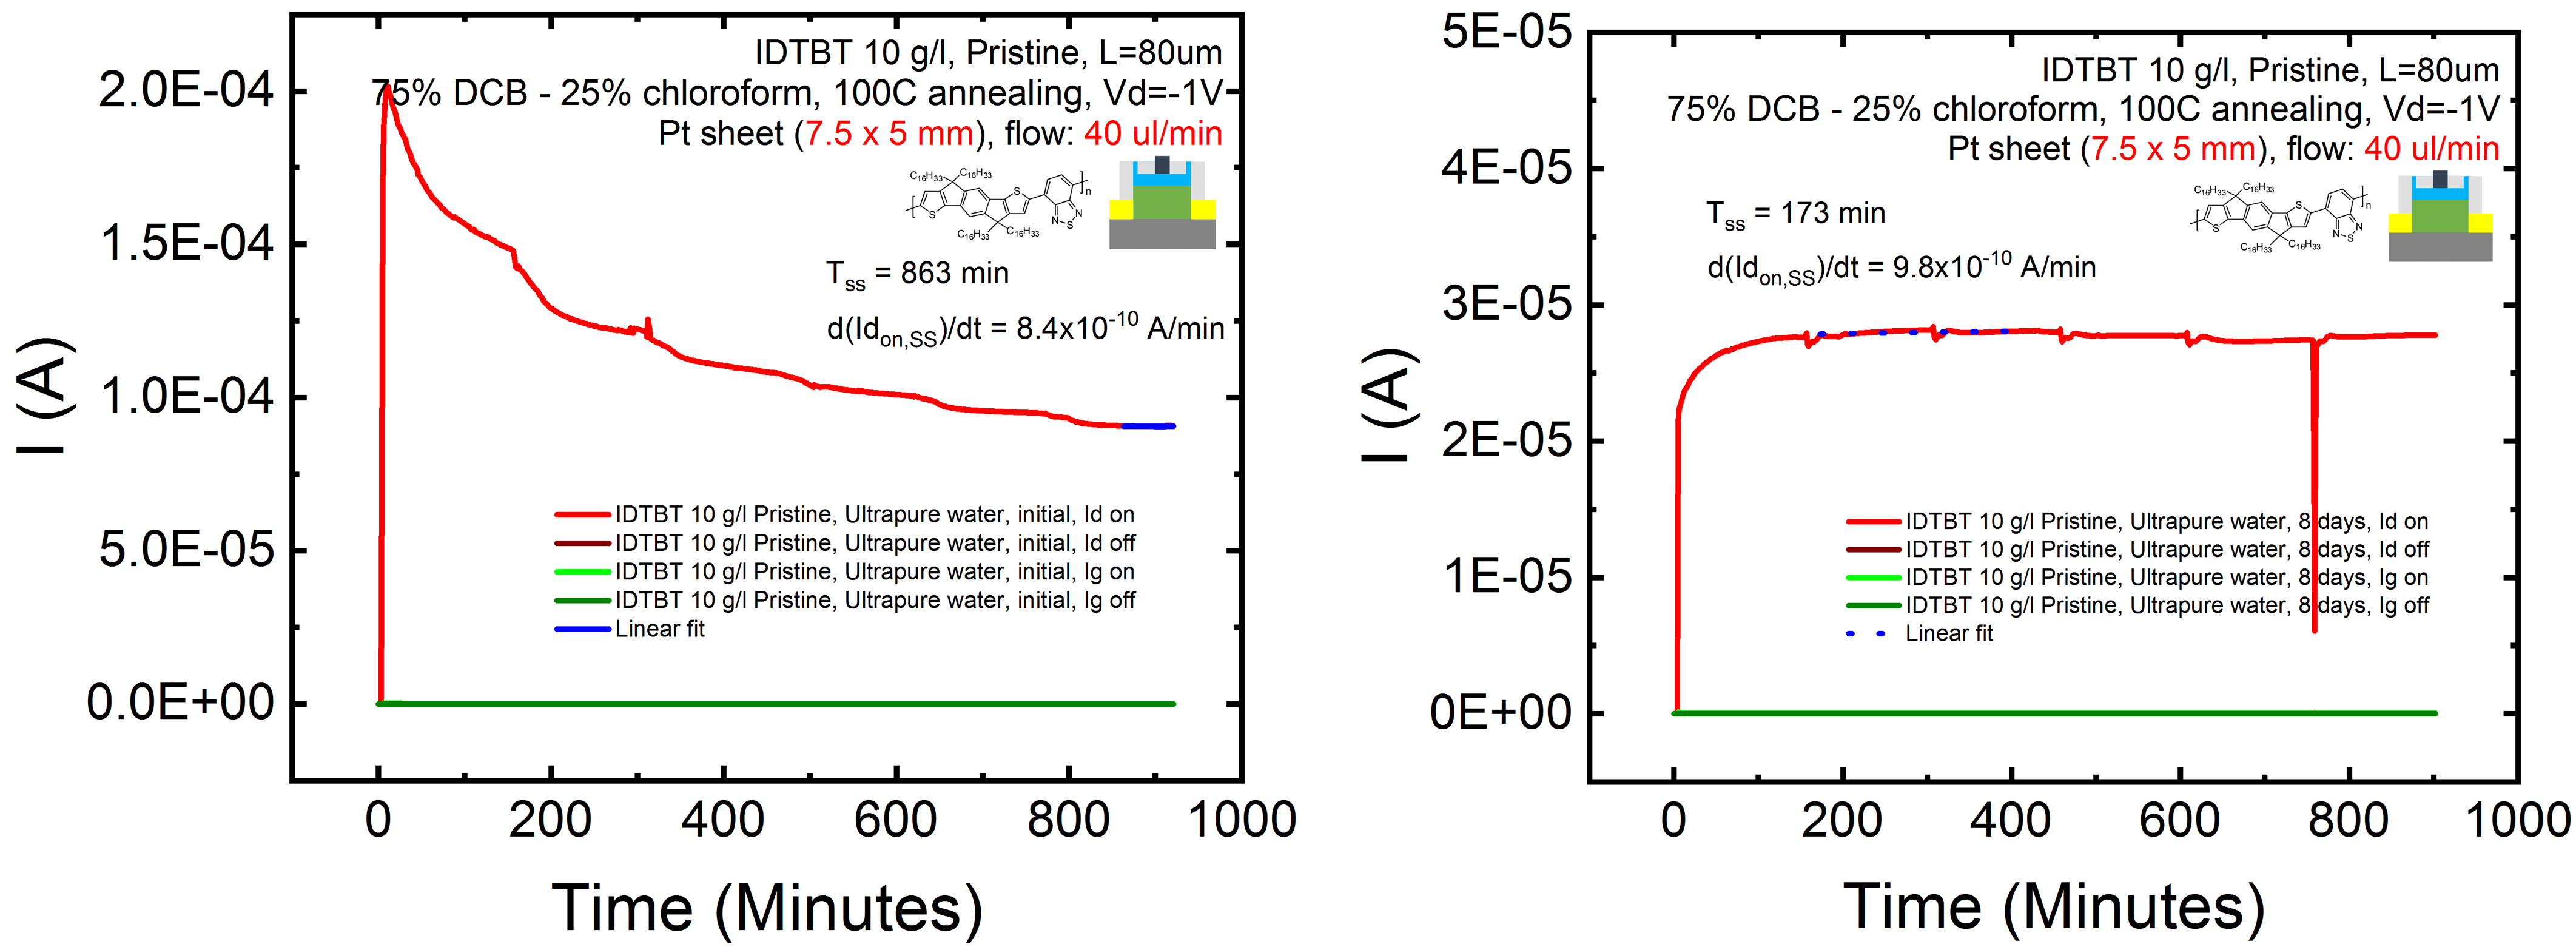 IDTBT 10 g/l, Pristine, L=80um
75% DCB - 25% chloroform, 100C annealing, Vd=-1V
Pt sheet (7.5 x 5 mm), flow: 40 ul/min
C16H33 C16H33
S
S
N
S
N
n
C16H33 C16H33
Tss = 863 min
d(Idon,SS)/dt = 8.4x10-10 A/min
2.0E-04
1.5E-04
1.0E-04
5.0E-05
0.0E+00
I (A)
IDTBT 10 g/l Pristine, Ultrapure water, initial, Id on
IDTBT 10 g/l Pristine, Ultrapure water, initial, Id off
IDTBT 10 g/l Pristine, Ultrapure water, initial, Ig on
IDTBT 10 g/l Pristine, Ultrapure water, initial, Ig off
Linear fit
0 200 400 600 800 1000
Time (Minutes)
IDTBT 10 g/l, Pristine, L=80um
75% DCB - 25% chloroform, 100C annealing, Vd=-1V
Pt sheet (7.5 x 5 mm), flow: 40 ul/min
C16H33 C16H33
S
S
N
S
N
n
C16H33 C16H33
Tss = 173 min
d(Idon,SS)/dt = 9.8x10-10 A/min
5E-05
4E-05
3E-05
2E-05
1E-05
0E+00
I (A)
IDTBT 10 g/l Pristine, Ultrapure water, 8 days, Id on
IDTBT 10 g/l Pristine, Ultrapure water, 8 days, Id off
IDTBT 10 g/l Pristine, Ultrapure water, 8 days, Ig on
IDTBT 10 g/l Pristine, Ultrapure water, 8 days, Ig off
Linear fit
0 200 400 600 800 1000
Time (Minutes)